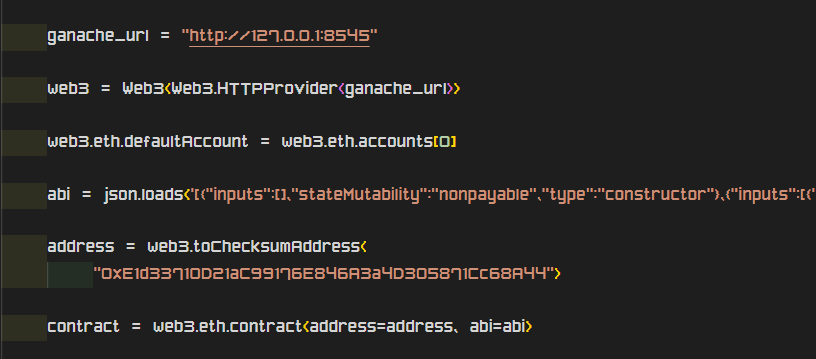 ganache_url = "http://127.0.0.1:8545"
web3 = Web3(Web3.HTTPProvider(ganache_url))
web3.eth.defaultAccount = web3.eth.accounts[0]
abi = json.loads('[{"inputs":[],"stateMutability":"nonpayable","type":"constructor"},{"inputs":[{"
address = web3.toChecksumAddress(
"0xE1d33710D21aC99176E846A3a4D305871Cc68A44")
contract = web3.eth.contract(address=address, abi=abi)